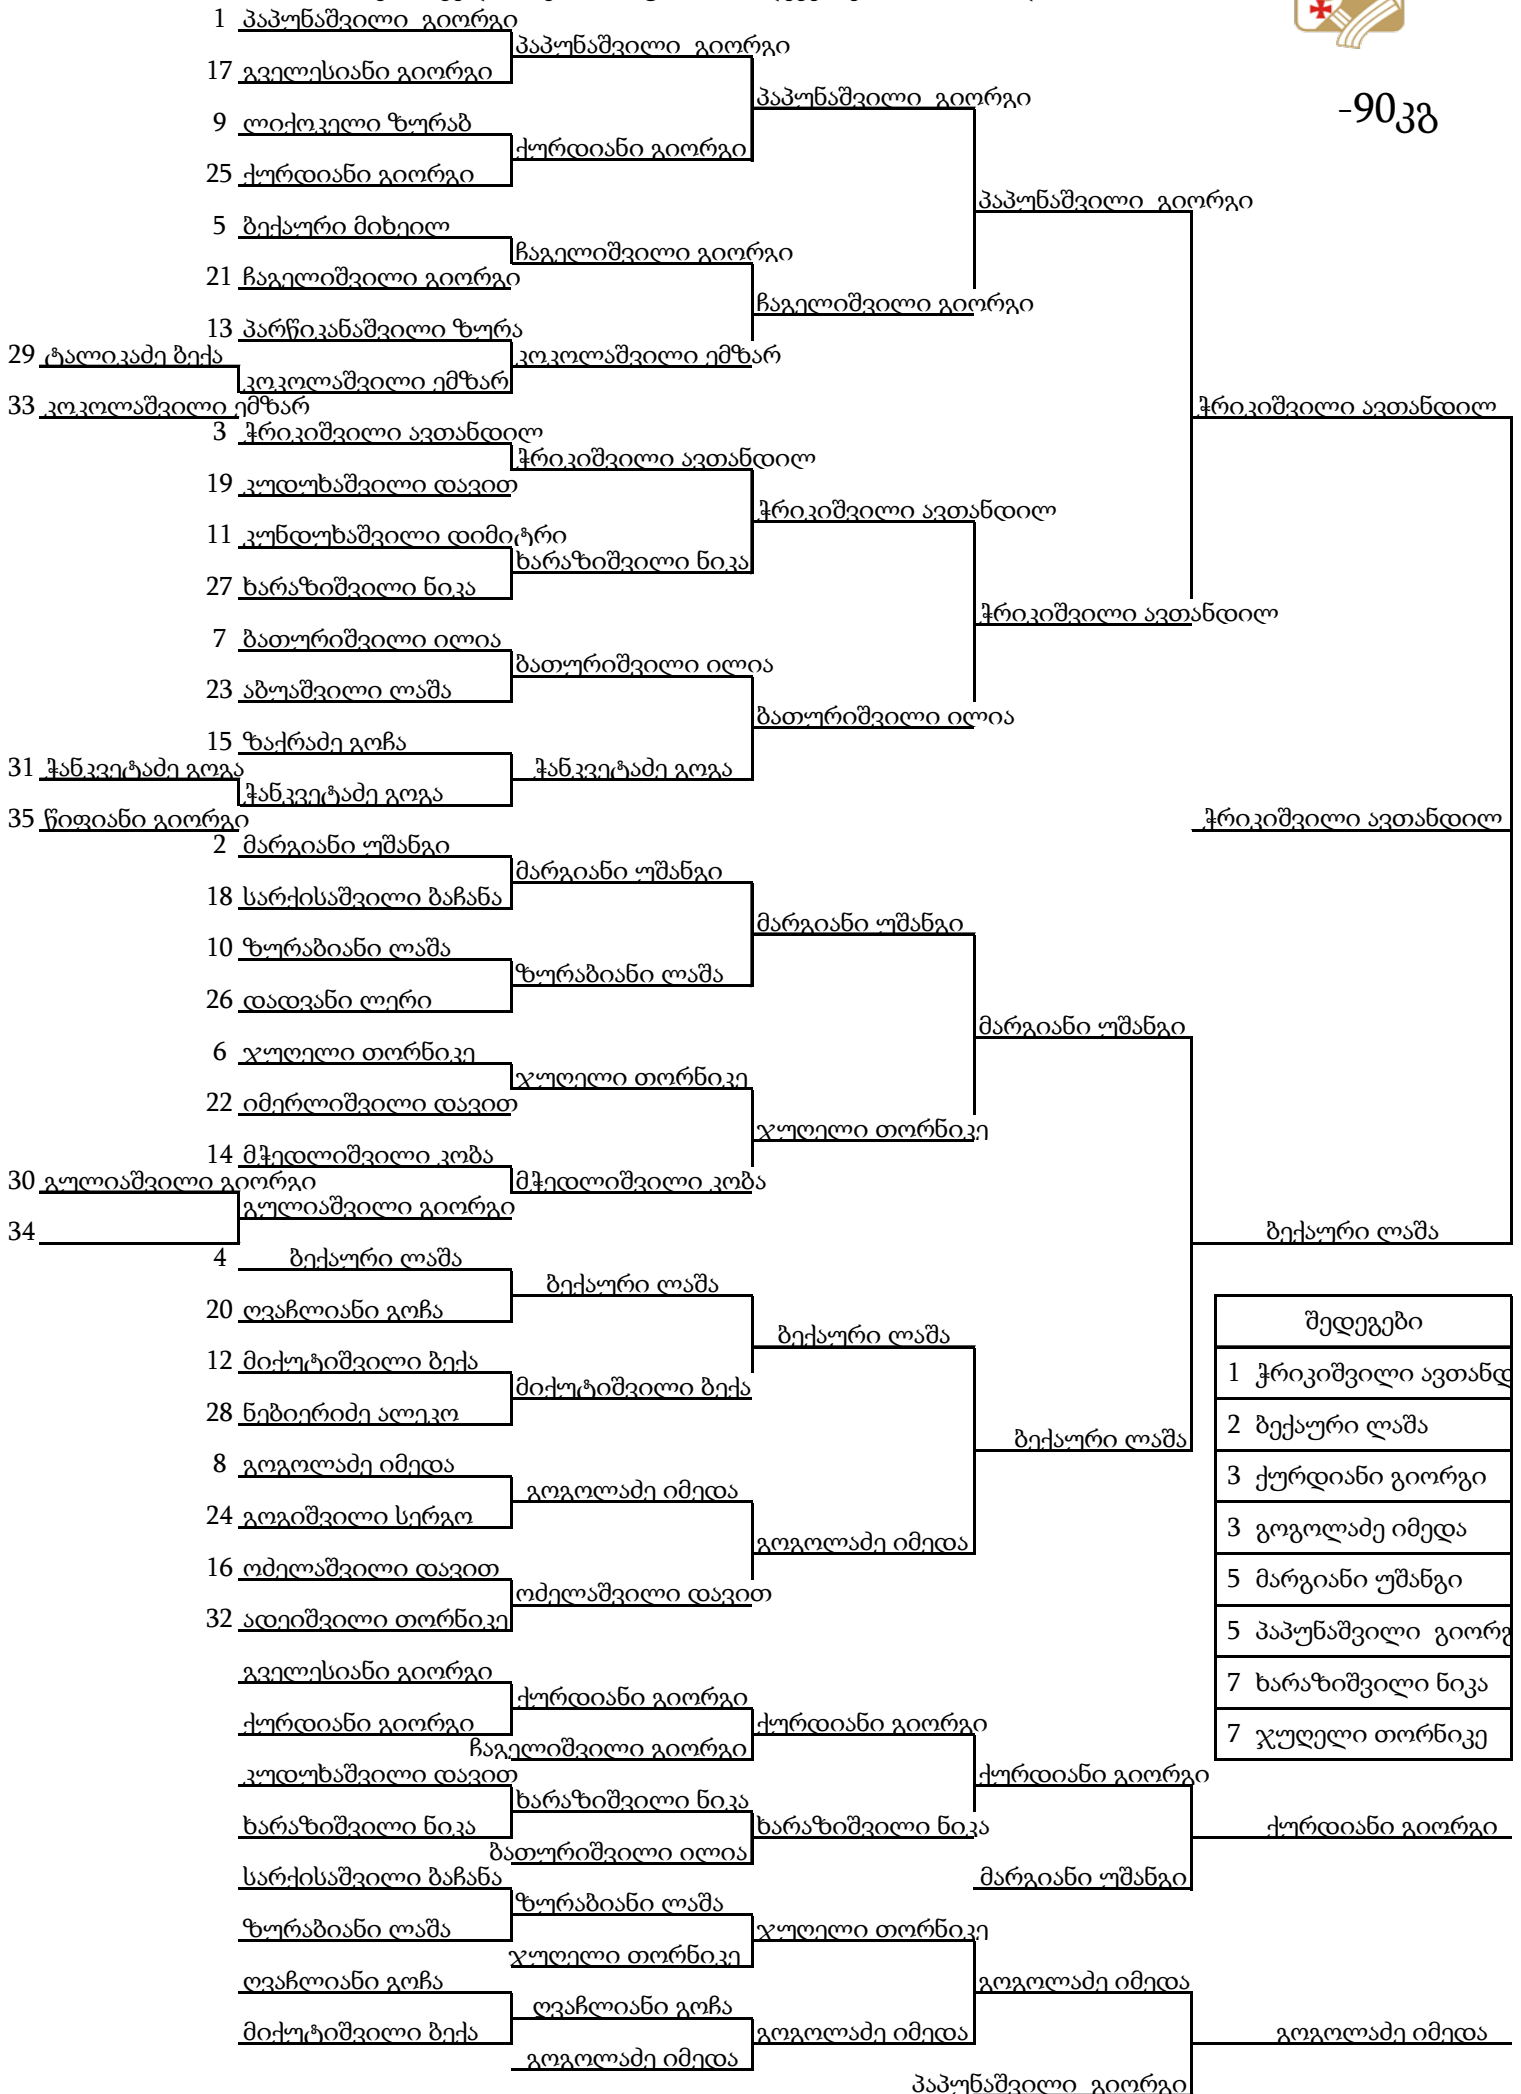 1 პაპუნაშვილი გიორგი
პაპუნაშვილი გიორგი
17 გველესიანი გიორგი
პაპუნაშვილი გიორგი
-90კგ
9 ლიქოკელი ზურაბ
ქურდიანი გიორგი
25 ქურდიანი გიორგი
პაპუნაშვილი გიორგი
5 ბექაური მიხეილ
ჩაგელიშვილი გიორგი
21 ჩაგელიშვილი გიორგი
ჩაგელიშვილი გიორგი
13 პარწიკანაშვილი ზურა
29 ტალიკაძე ბექა
კოკოლაშვილი ემზარ
კოკოლაშვილი ემზარ
33 კოკოლაშვილი ემზარ
ჭრიკიშვილი ავთანდილ
3 ჭრიკიშვილი ავთანდილ
ჭრიკიშვილი ავთანდილ
19 კუდუხაშვილი დავით
ჭრიკიშვილი ავთანდილ
11 კუნდუხაშვილი დიმიტრი
ხარაზიშვილი ნიკა
27 ხარაზიშვილი ნიკა
ჭრიკიშვილი ავთანდილ
7 ბათურიშვილი ილია
ბათურიშვილი ილია
23 აბუაშვილი ლაშა
ბათურიშვილი ილია
15 ზაქრაძე გოჩა
31 ჭანკვეტაძე გოგა
ჭანკვეტაძე გოგა
ჭანკვეტაძე გოგა
35 წიფიანი გიორგი
ჭრიკიშვილი ავთანდილ
2 მარგიანი უშანგი
მარგიანი უშანგი
18 სარქისაშვილი ბაჩანა
მარგიანი უშანგი
10 ზურაბიანი ლაშა
ზურაბიანი ლაშა
26 დადვანი ლერი
მარგიანი უშანგი
6 ჯუღელი თორნიკე
ჯუღელი თორნიკე
22 იმერლიშვილი დავით
ჯუღელი თორნიკე
14 მჭედლიშვილი კობა
30 გულიაშვილი გიორგი
მჭედლიშვილი კობა
გულიაშვილი გიორგი
34
ბექაური ლაშა
4 ბექაური ლაშა
ბექაური ლაშა
20 ღვაჩლიანი გოჩა
შედეგები
ბექაური ლაშა
12 მიქუტიშვილი ბექა
1 ჭრიკიშვილი ავთანდ
მიქუტიშვილი ბექა
28 ნებიერიძე ალეკო
2 ბექაური ლაშა
ბექაური ლაშა
8 გოგოლაძე იმედა
3 ქურდიანი გიორგი
გოგოლაძე იმედა
24 გოგიშვილი სერგო
3 გოგოლაძე იმედა
გოგოლაძე იმედა
16 ოძელაშვილი დავით
5 მარგიანი უშანგი
ოძელაშვილი დავით
32 ადეიშვილი თორნიკე
5 პაპუნაშვილი გიორგ
გველესიანი გიორგი
7 ხარაზიშვილი ნიკა
ქურდიანი გიორგი
ქურდიანი გიორგი
ქურდიანი გიორგი
7 ჯუღელი თორნიკე
ჩაგელიშვილი გიორგი
კუდუხაშვილი დავით
ქურდიანი გიორგი
ხარაზიშვილი ნიკა
ხარაზიშვილი ნიკა
ხარაზიშვილი ნიკა
ქურდიანი გიორგი
ბათურიშვილი ილია
სარქისაშვილი ბაჩანა
მარგიანი უშანგი
ზურაბიანი ლაშა
ზურაბიანი ლაშა
ჯუღელი თორნიკე
ჯუღელი თორნიკე
ღვაჩლიანი გოჩა
გოგოლაძე იმედა
ღვაჩლიანი გოჩა
მიქუტიშვილი ბექა
გოგოლაძე იმედა
გოგოლაძე იმედა
გოგოლაძე იმედა
პაპუნაშვილი გიორგი